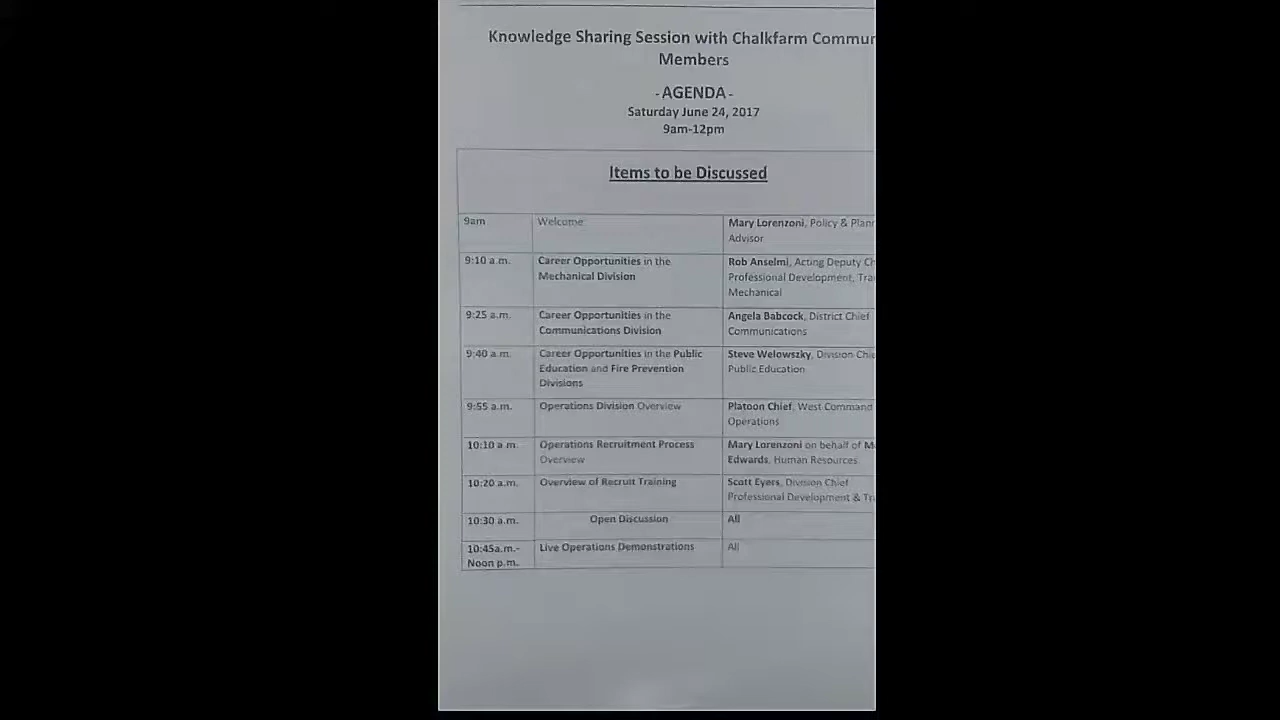 Knowledge Sharing Session with Chalkfarm
Members
- AGENDA -
Saturday June 24, 2017
9am-12pm
Items to be Discussed
9am
Welcome
Mary Lorenzoni, Policy &
Advisor
9:10 a.m.
Career Opportunities in the
Mechanical Division
Rob Anselmi, Acting Deputy
Professional Development,
Mechanical
9:25 a.m.
Career Opportunities in the
Communications Division
Angela Babcock, District Chief
Communications
9:40 a.m.
Career Opportunities in the Public
Education and Fire Prevention
Divisions
Steve Welowszky, Division
Public Education
9:55 a.m.
Operations Division Overview
Platoon Chief, West Command
Operations
10:10 a.m.
Operations Recruitment Process
Overview
Mary Lorenzoni on behalf of
Edwards, Human Resources
10:20 a.m.
Overview of Recruit Training
Scott Eyers, Division Chief
Professional Development &
10:30 a.m.
Open Discussion
All
10:45a.m.-
Noon p.m.
Live Operations Demonstrations
All